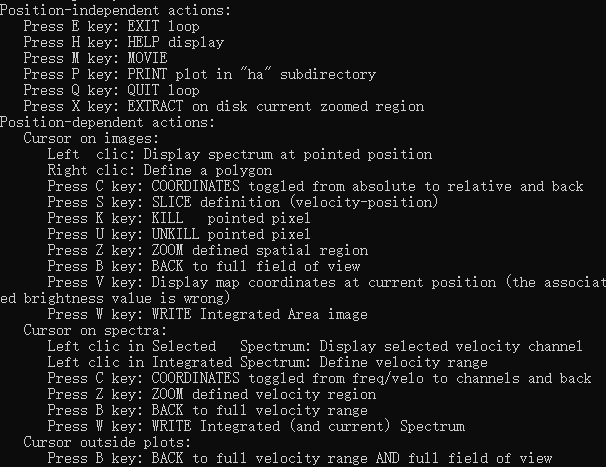 Position-independent actions:
Press E key: EXIT loop
Press H key: HELP display
Press M key: MOVIE
Press P key: PRINT plot in "ha" subdirectory
Press Q key: QUIT loop
Press X key: EXTRACT on disk current zoomed region
Position-dependent actions:
Cursor on images:
Left  clic: Display spectrum at pointed position
Right clic: Define a polygon
Press C key: COORDINATES toggled from absolute to relative and back
Press S key: SLICE definition (velocity-position)
Press K key: KILL   pointed pixel
Press U key: UNKILL pointed pixel
Press Z key: ZOOM defined spatial region
Press B key: BACK to full field of view
Press V key: Display map coordinates at current position (the associat
ed brightness value is wrong)
Press W key: WRITE Integrated Area image
Cursor on spectra:
Left clic in Selected   Spectrum: Display selected velocity channel
Left clic in Integrated Spectrum: Define velocity range
Press C key: COORDINATES toggled from freq/velo to channels and back
Press Z key: ZOOM defined velocity region
Press B key: BACK to full velocity range
Press W key: WRITE Integrated (and current) Spectrum
Cursor outside plots:
Press B key: BACK to full velocity range AND full field of view